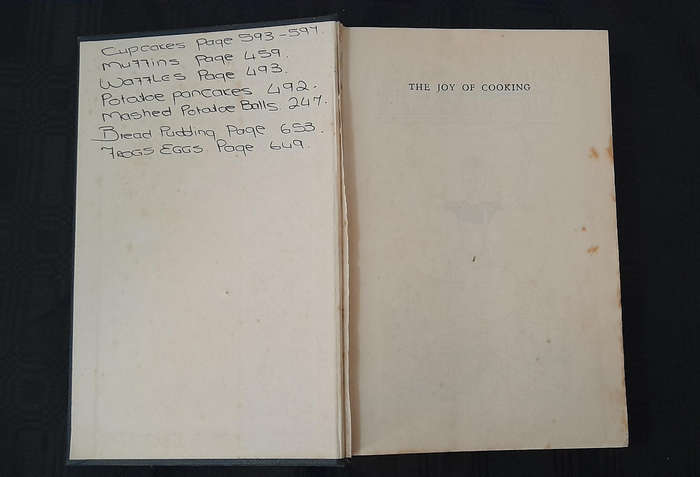 Cupcakes Page 593-597.
Muffins Page 459.
Waffles Page 493.
Potatoe pancakes 492.
Mashed Potatoe Balls. 247.
Bread Pudding Page 653.
FROGS EGGS Page 649.
THE JOY OF COOKING